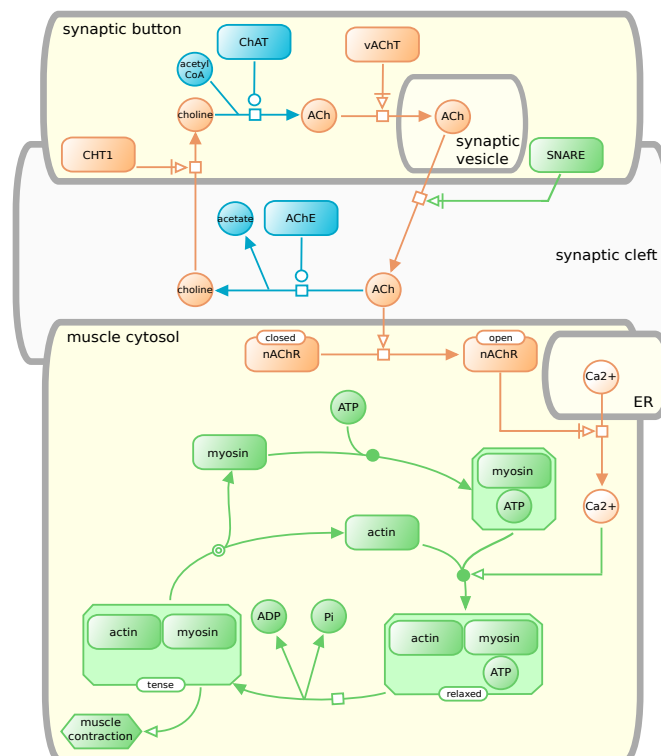 synaptic button
ChAT
vAChT
acetyl
CoA
choline
ACh
ACh
synaptic
vesicle
CHT1
SNARE
acetate
AChE
synaptic cleft
choline
ACh
muscle cytosol
closed
nAChR
open
nAChR
Ca2+
ER
ATP
myosin
myosin
ATP
Ca2+
actin
ADP
Pi
actin
myosin
tense
actin
myosin
ATP
relaxed
muscle
contraction